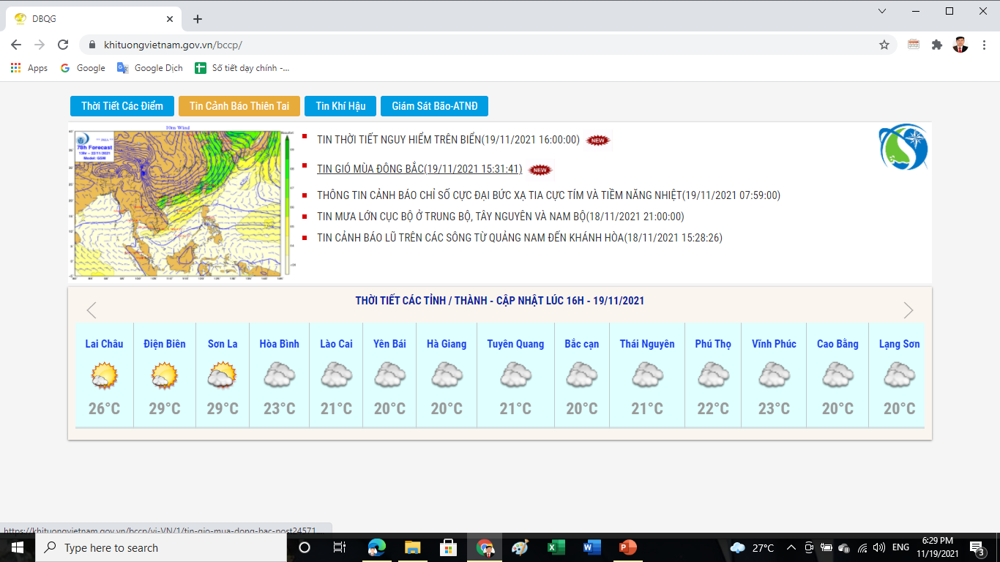 DBQG
khituongvietnam.gov.vn/bccp/
Apps Google Google Dịch Số tiết dạy chính -...
Thời Tiết Các Điểm Tin Cảnh Báo Thiên Tai Tin Khí Hậu Giám Sát Bão-ATNĐ
10m Wind
78h Forecast
Model: GSM
TIN THỜI TIẾT NGUY HIỂM TRÊN BIỂN(19/11/2021 16:00:00) NEW
TIN GIÓ MÙA ĐÔNG BẮC(19/11/2021 15:31:41) NEW
THÔNG TIN CẢNH BÁO CHỈ SỐ CỰC ĐẠI BỨC XẠ TIA CỰC TÍM VÀ TIỀM NĂNG NHIỆT(19/11/2021 07:59:00)
TIN MƯA LỚN CỤC BỘ Ở TRUNG BỘ, TÂY NGUYÊN VÀ NAM BỘ(18/11/2021 21:00:00)
TIN CẢNH BÁO LŨ TRÊN CÁC SÔNG TỪ QUẢNG NAM ĐẾN KHÁNH HÒA(18/11/2021 15:28:26)
THỜI TIẾT CÁC TỈNH / THÀNH - CẬP NHẬT LÚC 16H - 19/11/2021
Lai Châu Điện Biên Sơn La Hòa Bình Lào Cai Yên Bái Hà Giang Tuyên Quang Bắc cạn Thái Nguyên Phú Thọ Vĩnh Phúc Cao Bằng Lạng Sơn
26°C 29°C 29°C 23°C 21°C 20°C 20°C 21°C 20°C 21°C 22°C 23°C 20°C 20°C
https://khituongvietnam.gov.vn/bccp/vi-VN/1/tin-gio-mua-dong-bac-post24571...
Type here to search
27°C ENG
6:29 PM
11/19/2021
3